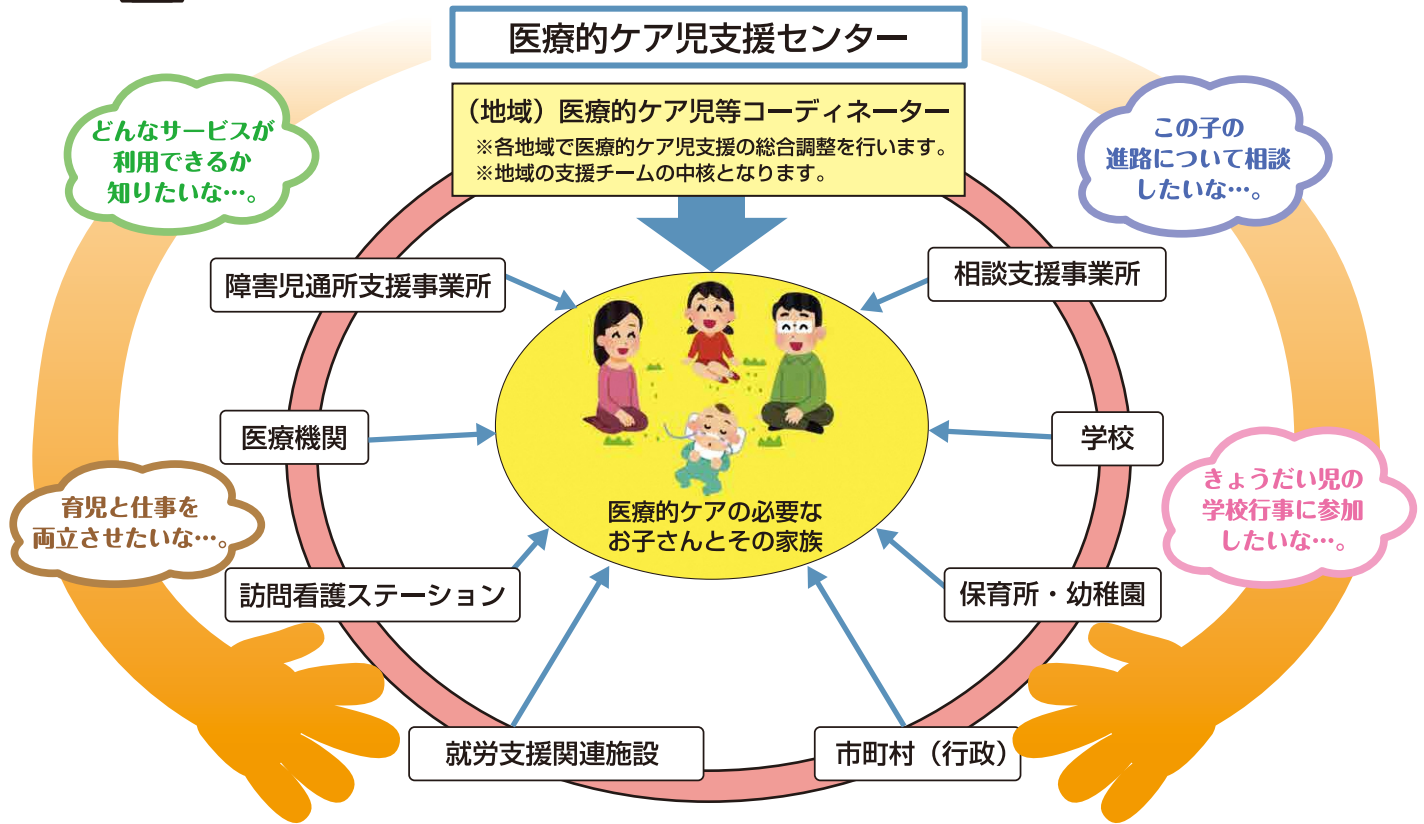 医療的ケア児支援センター
（地域）医療的ケア児等コーディネーター
※各地域で医療的ケア児支援の総合調整を行います。
※地域の支援チームの中核となります。
どんなサービスが
利用できるか
知りたいな…。
この子の
進路について相談
したいな…。
障害児通所支援事業所
相談支援事業所
医療機関
学校
育児と仕事を
両立させたいな…。
きょうだい児の
学校行事に参加
したいな…。
医療的ケアの必要な
お子さんとその家族
訪問看護ステーション
保育所・幼稚園
就労支援関連施設
市町村（行政）